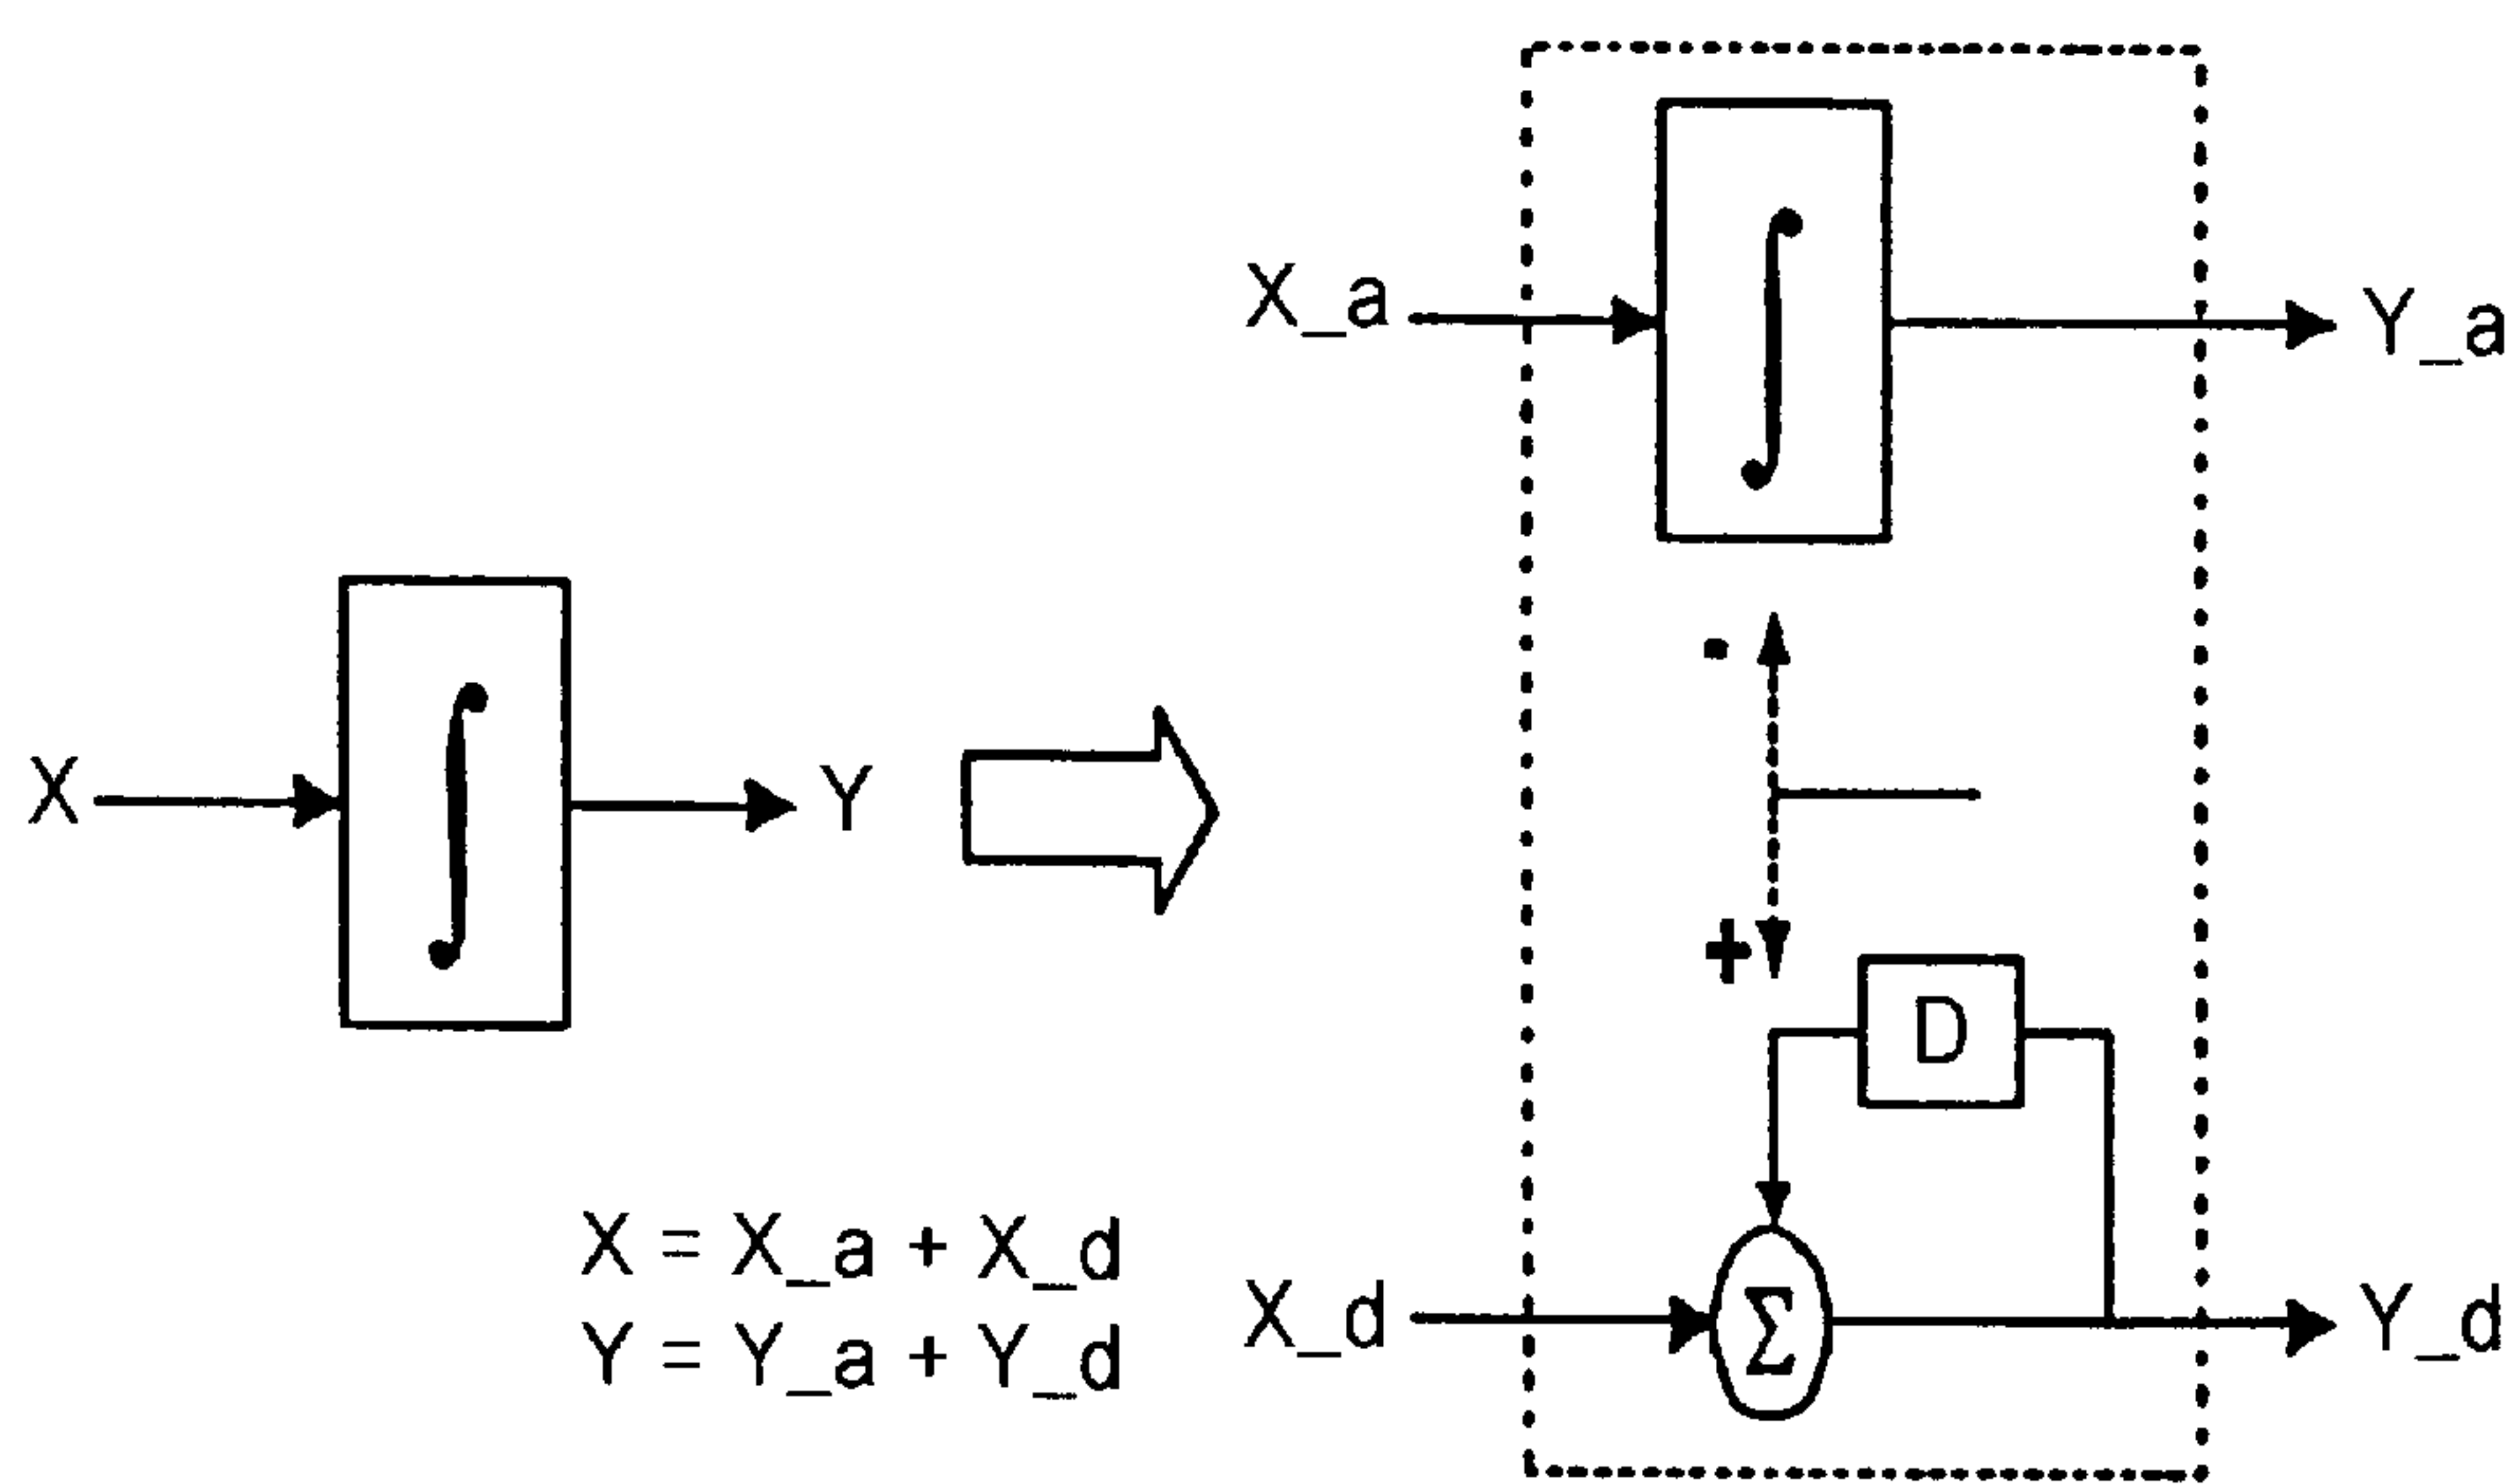 X
∫
Y
X = X_a + X_d
Y = Y_a + Y_d
X_a
∫
Y_a
-
+
D
X_d
Σ
Y_d